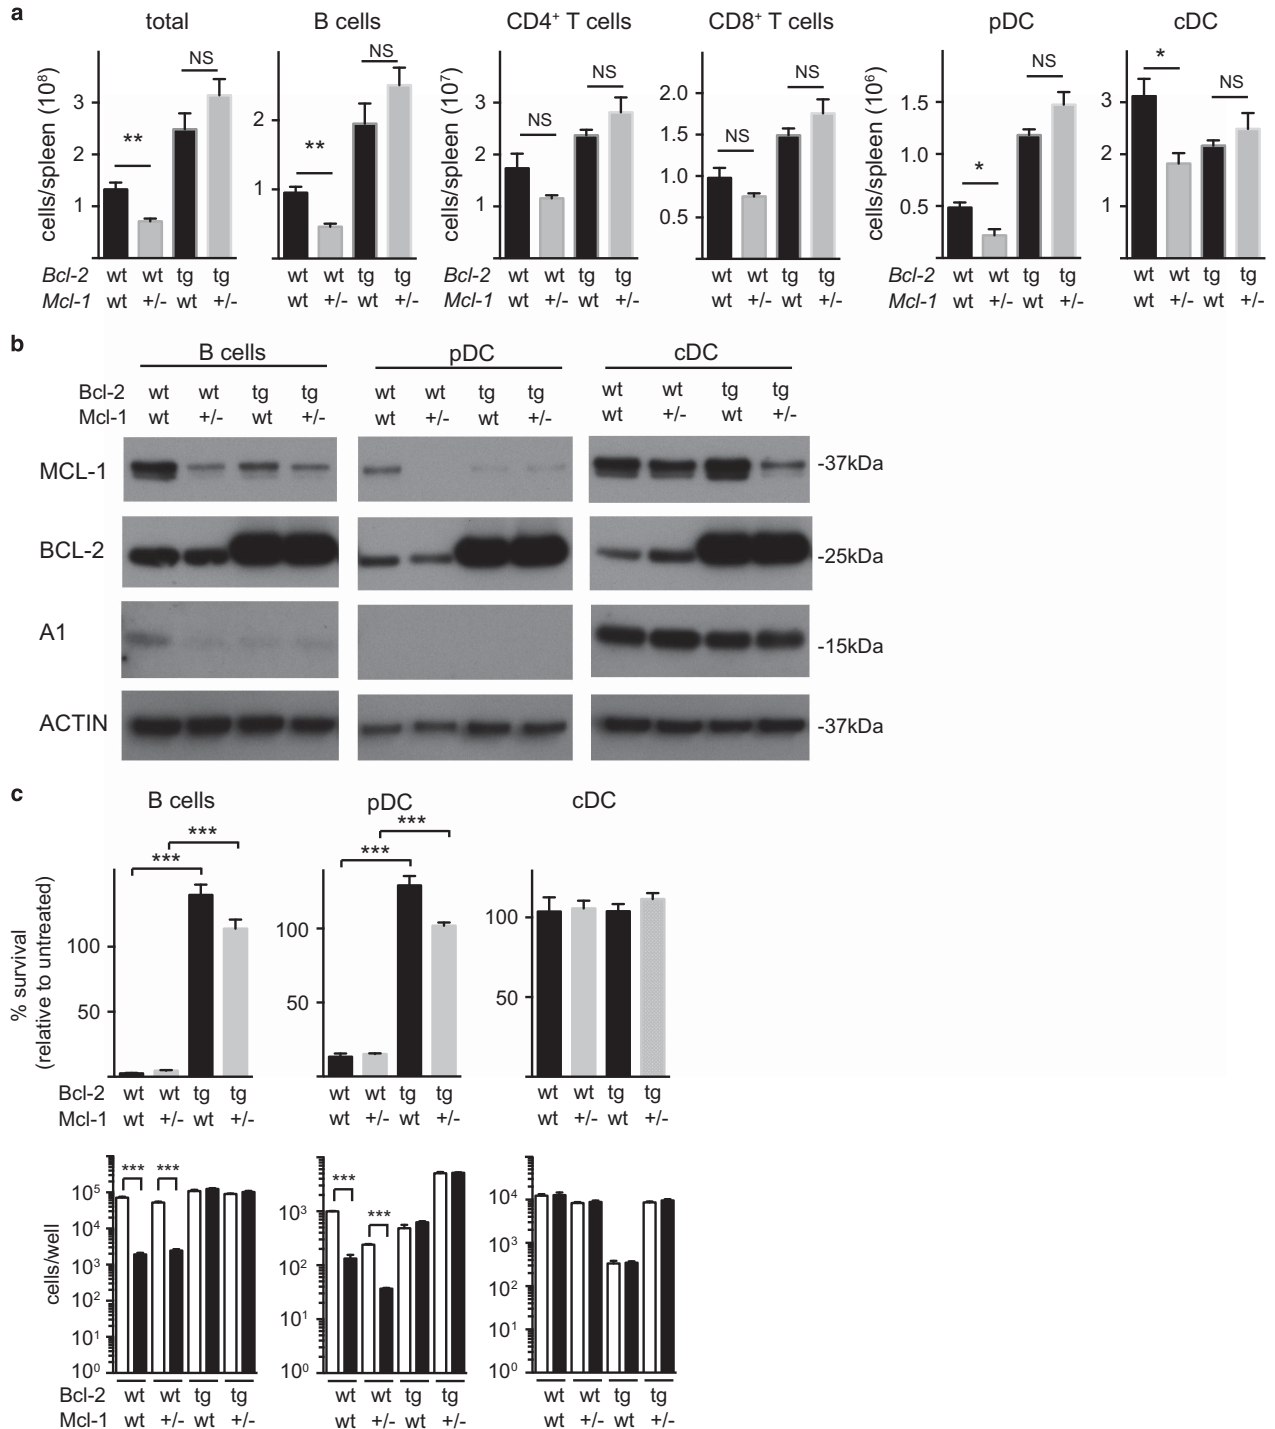 a
total B cells CD4⁺ T cells CD8⁺ T cells pDC cDC
cells/spleen (10⁸)
3
2
1
**
NS
2
1
**
NS
cells/spleen (10⁷)
3
2
1
NS
NS
2.0
1.5
1.0
0.5
NS
NS
cells/spleen (10⁶)
1.5
1.0
0.5
*
NS
3
2
1
*
NS
Bcl-2 wt wt tg tg wt wt tg tg Bcl-2 wt wt tg tg wt wt tg tg Bcl-2 wt wt tg tg wt wt tg tg
Mcl-1 wt +/- wt +/- wt +/- wt +/- Mcl-1 wt +/- wt +/- wt +/- wt +/- Mcl-1 wt +/- wt +/- wt +/- wt +/-
b
B cells pDC cDC
Bcl-2 wt wt tg tg wt wt tg tg wt wt tg tg
Mcl-1 wt +/- wt +/- wt +/- wt +/- wt +/- wt +/-
MCL-1 -37kDa
BCL-2 -25kDa
A1 -15kDa
ACTIN -37kDa
c
B cells pDC cDC
% survival
(relative to untreated)
100
50
***
***
100
50
***
***
100
50
Bcl-2 wt wt tg tg wt wt tg tg wt wt tg tg
Mcl-1 wt +/- wt +/- wt +/- wt +/- wt +/- wt +/-
cells/well
10⁵
10⁴
10³
10²
10¹
10⁰
***
***
10³
10²
10¹
10⁰
***
***
10⁴
10³
10²
10¹
10⁰
Bcl-2 wt wt tg tg wt wt tg tg wt wt tg tg
Mcl-1 wt +/- wt +/- wt +/- wt +/- wt +/- wt +/-